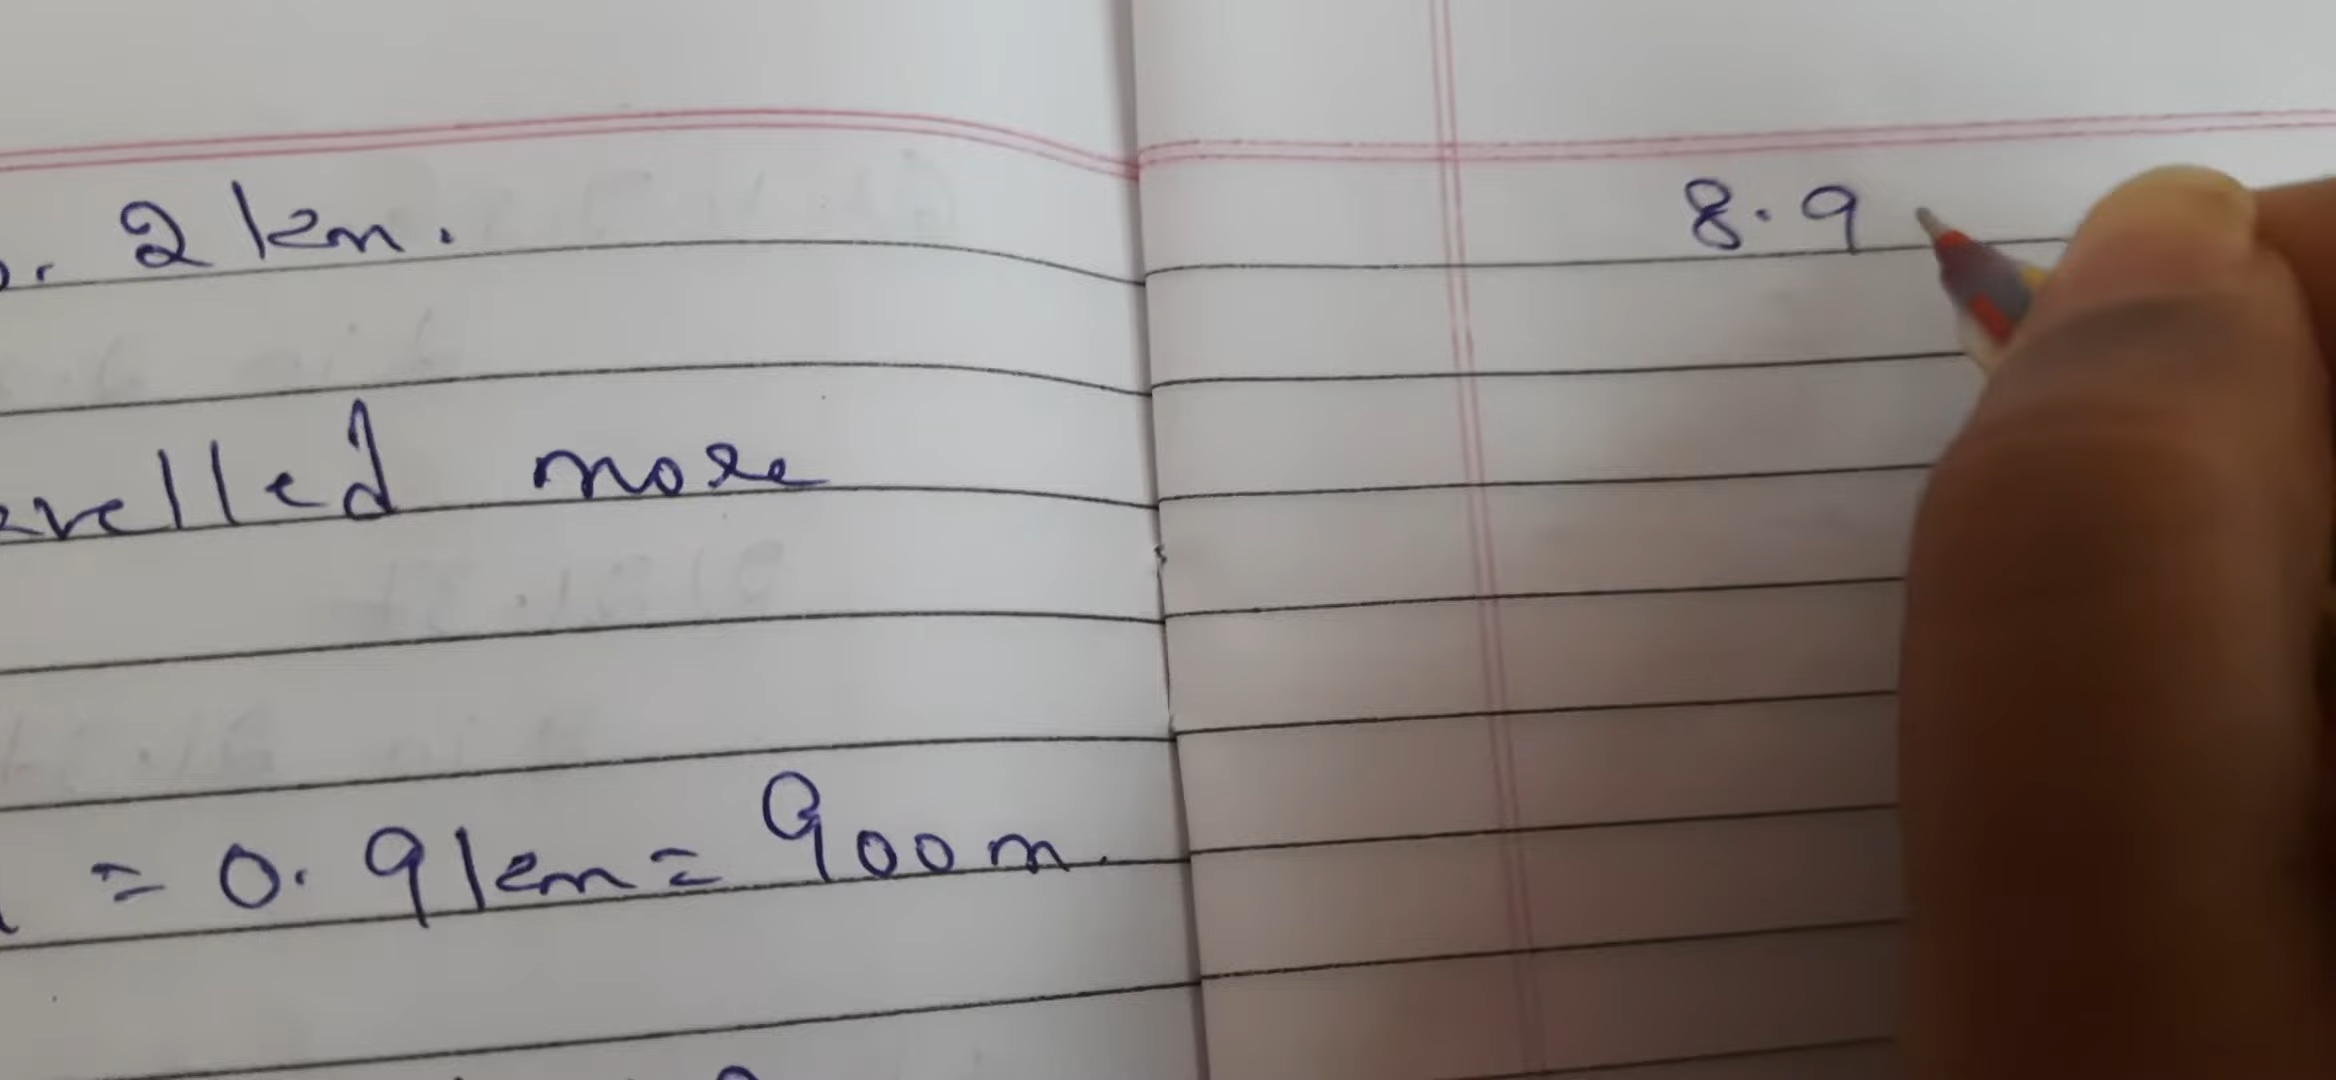 . 2 km.
velled more
= 0.9 km = 900 m.
8.9